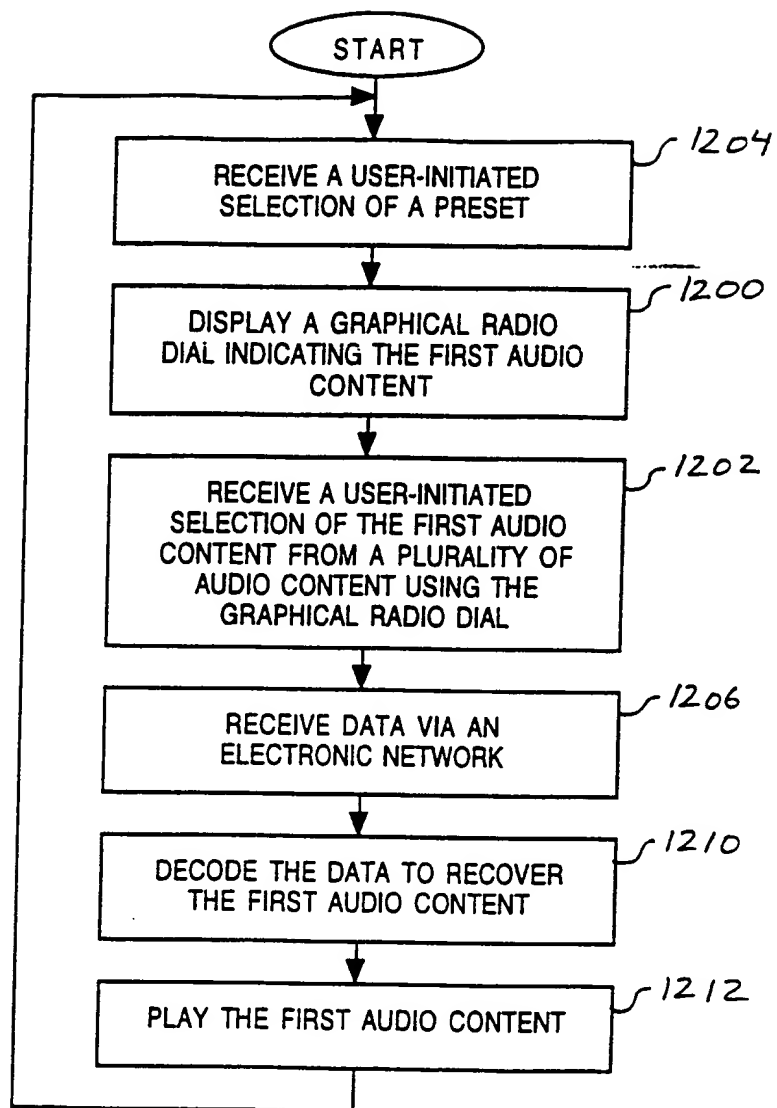 START
1204
RECEIVE A USER-INITIATED
SELECTION OF A PRESET
1200
DISPLAY A GRAPHICAL RADIO
DIAL INDICATING THE FIRST AUDIO
CONTENT
1202
RECEIVE A USER-INITIATED
SELECTION OF THE FIRST AUDIO
CONTENT FROM A PLURALITY OF
AUDIO CONTENT USING THE
GRAPHICAL RADIO DIAL
1206
RECEIVE DATA VIA AN
ELECTRONIC NETWORK
1210
DECODE THE DATA TO RECOVER
THE FIRST AUDIO CONTENT
1212
PLAY THE FIRST AUDIO CONTENT